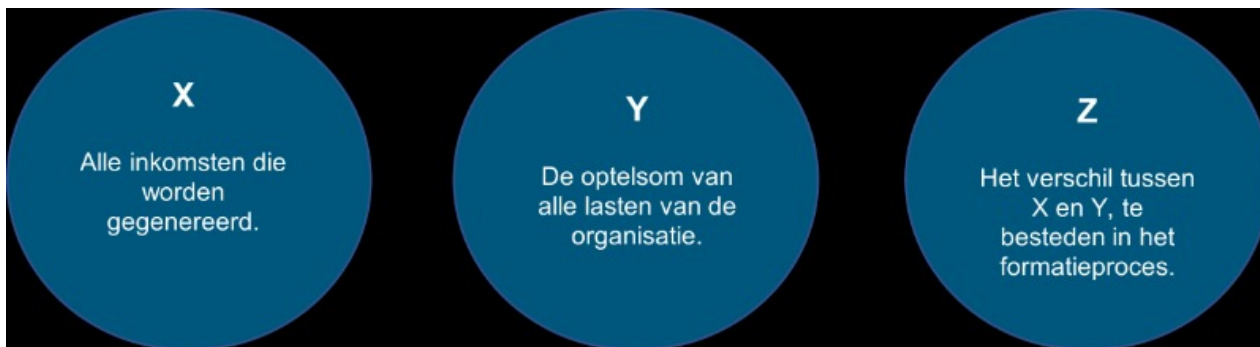 X
Alle inkomsten die
worden
gegenereerd.
Y
De optelsom van
alle lasten van de
organisatie.
Z
Het verschil tussen
X en Y, te
besteden in het
formatieproces.